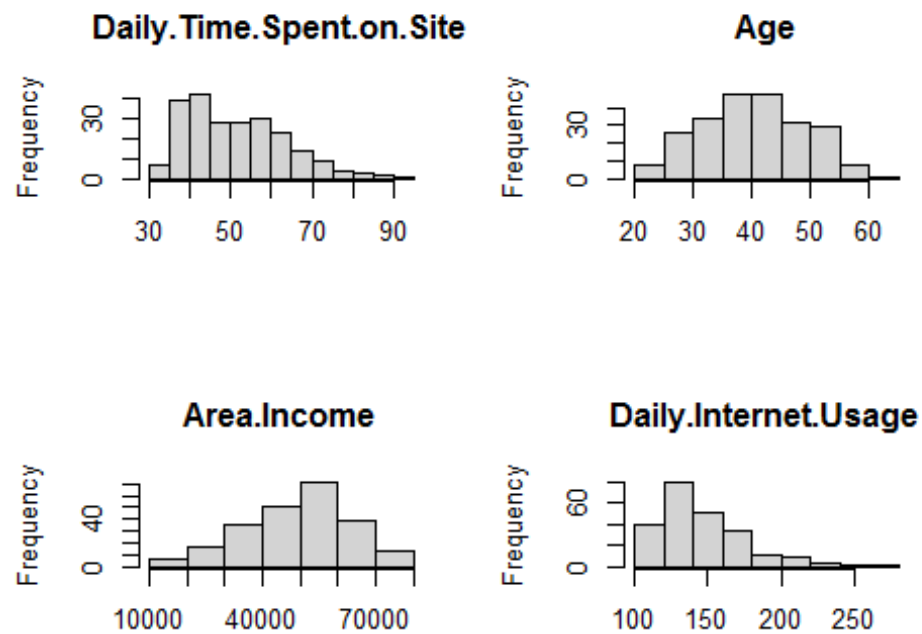 Daily.Time.Spent.on.Site
Frequency
0 30
30 50 70 90
Age
Frequency
0 30
20 30 40 50 60
Area.Income
Frequency
0 40
10000 40000 70000
Daily.Internet.Usage
Frequency
0 60
100 150 200 250